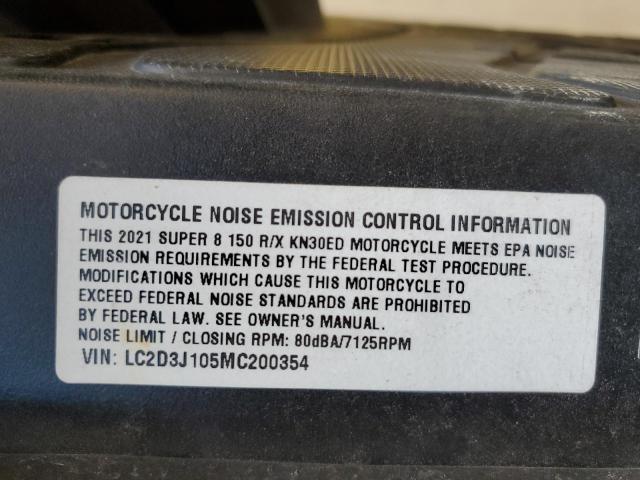 MOTORCYCLE NOISE EMISSION CONTROL INFORMATION
THIS 2021 SUPER 8 150 R/X KN30ED MOTORCYCLE MEETS EPA NOISE
EMISSION REQUIREMENTS BY THE FEDERAL TEST PROCEDURE.
MODIFICATIONS WHICH CAUSE THIS MOTORCYCLE TO
EXCEED FEDERAL NOISE STANDARDS ARE PROHIBITED
BY FEDERAL LAW. SEE OWNER'S MANUAL.
NOISE LIMIT / CLOSING RPM: 80dBA/7125RPM
VIN: LC2D3J105MC200354